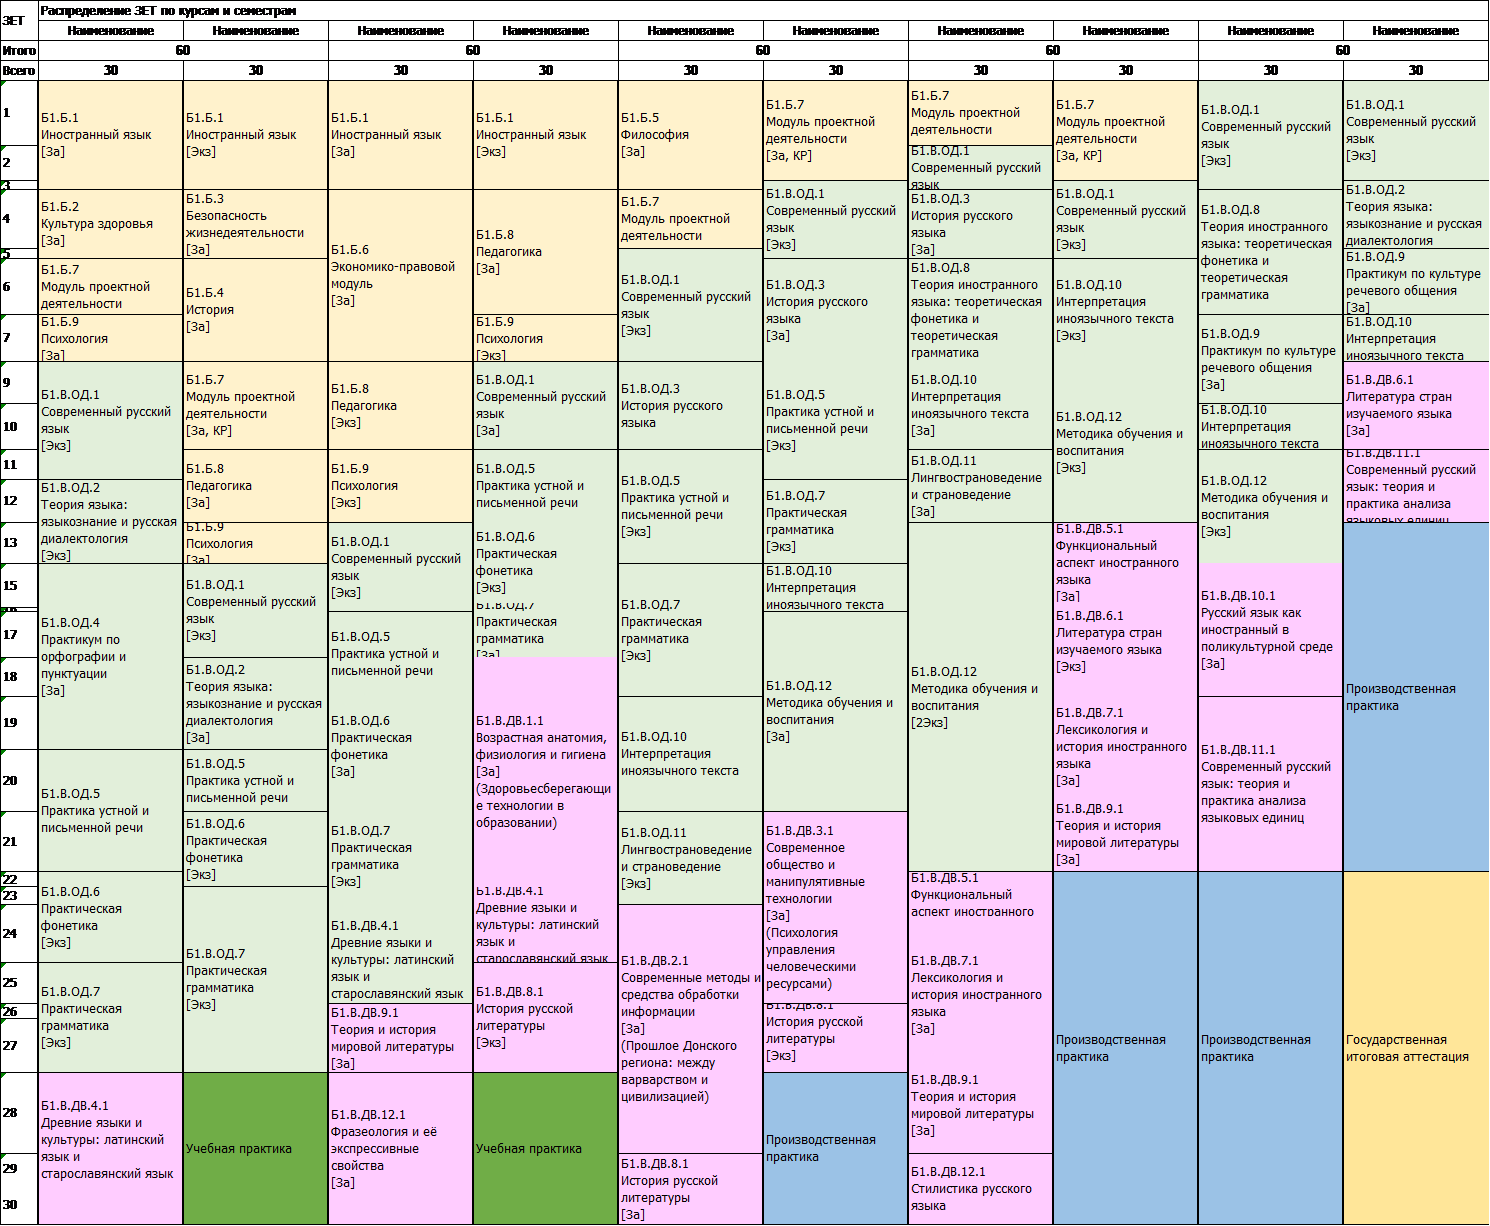 ЗЕТ
Распределение ЗЕТ по курсам и семестрам
Наименование Наименование Наименование Наименование Наименование Наименование Наименование Наименование Наименование Наименование
Итого 60 60 60 60 60
Всего 30 30 30 30 30 30 30 30 30 30
1
2
3
4
5
6
7
9
10
11
12
13
15
17
18
19
20
21
22
23
24
25
26
27
28
29
30
Б1.Б.1
Иностранный язык
[За]
Б1.Б.2
Культура здоровья
[За]
Б1.Б.7
Модуль проектной
деятельности
Б1.Б.9
Психология
[За]
Б1.В.ОД.1
Современный русский
язык
[Экз]
Б1.В.ОД.2
Теория языка:
языкознание и русская
диалектология
[Экз]
Б1.В.ОД.4
Практикум по
орфографии и
пунктуации
[За]
Б1.В.ОД.5
Практика устной и
письменной речи
Б1.В.ОД.6
Практическая
фонетика
[Экз]
Б1.В.ОД.7
Практическая
грамматика
[Экз]
Б1.В.ДВ.4.1
Древние языки и
культуры: латинский
язык и
старославянский язык
Б1.Б.1
Иностранный язык
[Экз]
Б1.Б.3
Безопасность
жизнедеятельности
[За]
Б1.Б.4
История
[За]
Б1.Б.7
Модуль проектной
деятельности
[За, КР]
Б1.Б.8
Педагогика
[За]
Б1.Б.9
Психология
[За]
Б1.В.ОД.1
Современный русский
язык
[Экз]
Б1.В.ОД.2
Теория языка:
языкознание и русская
диалектология
[За]
Б1.В.ОД.5
Практика устной и
письменной речи
Б1.В.ОД.6
Практическая
фонетика
[Экз]
Б1.В.ОД.7
Практическая
грамматика
[Экз]
Учебная практика
Б1.Б.1
Иностранный язык
[За]
Б1.Б.6
Экономико-правовой
модуль
[За]
Б1.Б.8
Педагогика
[Экз]
Б1.Б.9
Психология
[Экз]
Б1.В.ОД.1
Современный русский
язык
[Экз]
Б1.В.ОД.5
Практика устной и
письменной речи
Б1.В.ОД.6
Практическая
фонетика
[За]
Б1.В.ОД.7
Практическая
грамматика
[Экз]
Б1.В.ДВ.4.1
Древние языки и
культуры: латинский
язык и
старославянский язык
Б1.В.ДВ.9.1
Теория и история
мировой литературы
[За]
Б1.В.ДВ.12.1
Фразеология и её
экспрессивные
свойства
[За]
Б1.Б.1
Иностранный язык
[Экз]
Б1.Б.8
Педагогика
[За]
Б1.Б.9
Психология
[Экз]
Б1.В.ОД.1
Современный русский
язык
[За]
Б1.В.ОД.5
Практика устной и
письменной речи
Б1.В.ОД.6
Практическая
фонетика
[Экз]
Б1.В.ОД.7
Практическая
грамматика
[За]
Б1.В.ДВ.1.1
Возрастная анатомия,
физиология и гигиена
[За]
(Здоровьесберегающи
е технологии в
образовании)
Б1.В.ДВ.4.1
Древние языки и
культуры: латинский
язык и
старославянский язык
Б1.В.ДВ.8.1
История русской
литературы
[Экз]
Учебная практика
Б1.Б.5
Философия
[За]
Б1.Б.7
Модуль проектной
деятельности
Б1.В.ОД.1
Современный русский
язык
[Экз]
Б1.В.ОД.3
История русского
языка
Б1.В.ОД.5
Практика устной и
письменной речи
[Экз]
Б1.В.ОД.7
Практическая
грамматика
[Экз]
Б1.В.ОД.10
Интерпретация
иноязычного текста
Б1.В.ОД.11
Лингвострановедение
и страноведение
[Экз]
Б1.В.ДВ.2.1
Современные методы и
средства обработки
информации
[За]
(Прошлое Донского
региона: между
варварством и
цивилизацией)
Б1.В.ДВ.8.1
История русской
литературы
[За]
Б1.Б.7
Модуль проектной
деятельности
[За, КР]
Б1.В.ОД.1
Современный русский
язык
[Экз]
Б1.В.ОД.3
История русского
языка
[За]
Б1.В.ОД.5
Практика устной и
письменной речи
[Экз]
Б1.В.ОД.7
Практическая
грамматика
[Экз]
Б1.В.ОД.10
Интерпретация
иноязычного текста
Б1.В.ОД.12
Методика обучения и
воспитания
[За]
Б1.В.ДВ.3.1
Современное
общество и
манипулятивные
технологии
[За]
(Психология
управления
человеческими
ресурсами)
Б1.В.ДВ.8.1
История русской
литературы
[Экз]
Производственная
практика
Б1.Б.7
Модуль проектной
деятельности
Б1.В.ОД.1
Современный русский
язык
Б1.В.ОД.3
История русского
языка
[За]
Б1.В.ОД.8
Теория иностранного
языка: теоретическая
фонетика и
теоретическая
грамматика
Б1.В.ОД.10
Интерпретация
иноязычного текста
[За]
Б1.В.ОД.11
Лингвострановедение
и страноведение
[За]
Б1.В.ОД.12
Методика обучения и
воспитания
[2Экз]
Б1.В.ДВ.5.1
Функциональный
аспект иностранного
Б1.В.ДВ.7.1
Лексикология и
история иностранного
языка
[За]
Б1.В.ДВ.9.1
Теория и история
мировой литературы
[За]
Б1.В.ДВ.12.1
Стилистика русского
языка
Б1.Б.7
Модуль проектной
деятельности
[За, КР]
Б1.В.ОД.1
Современный русский
язык
[Экз]
Б1.В.ОД.10
Интерпретация
иноязычного текста
[Экз]
Б1.В.ОД.12
Методика обучения и
воспитания
[Экз]
Б1.В.ДВ.5.1
Функциональный
аспект иностранного
языка
[За]
Б1.В.ДВ.6.1
Литература стран
изучаемого языка
[Экз]
Б1.В.ДВ.7.1
Лексикология и
история иностранного
языка
[За]
Б1.В.ДВ.9.1
Теория и история
мировой литературы
[За]
Производственная
практика
Б1.В.ОД.1
Современный русский
язык
[Экз]
Б1.В.ОД.8
Теория иностранного
языка: теоретическая
фонетика и
теоретическая
грамматика
Б1.В.ОД.9
Практикум по культуре
речевого общения
[За]
Б1.В.ОД.10
Интерпретация
иноязычного текста
Б1.В.ОД.12
Методика обучения и
воспитания
[Экз]
Б1.В.ДВ.10.1
Русский язык как
иностранный в
поликультурной среде
[За]
Б1.В.ДВ.11.1
Современный русский
язык: теория и
практика анализа
языковых единиц
Производственная
практика
Б1.В.ОД.1
Современный русский
язык
[Экз]
Б1.В.ОД.2
Теория языка:
языкознание и русская
диалектология
Б1.В.ОД.9
Практикум по культуре
речевого общения
[За]
Б1.В.ОД.10
Интерпретация
иноязычного текста
Б1.В.ДВ.6.1
Литература стран
изучаемого языка
[За]
Б1.В.ДВ.11.1
Современный русский
язык: теория и
практика анализа
языковых единиц
Производственная
практика
Государственная
итоговая аттестация